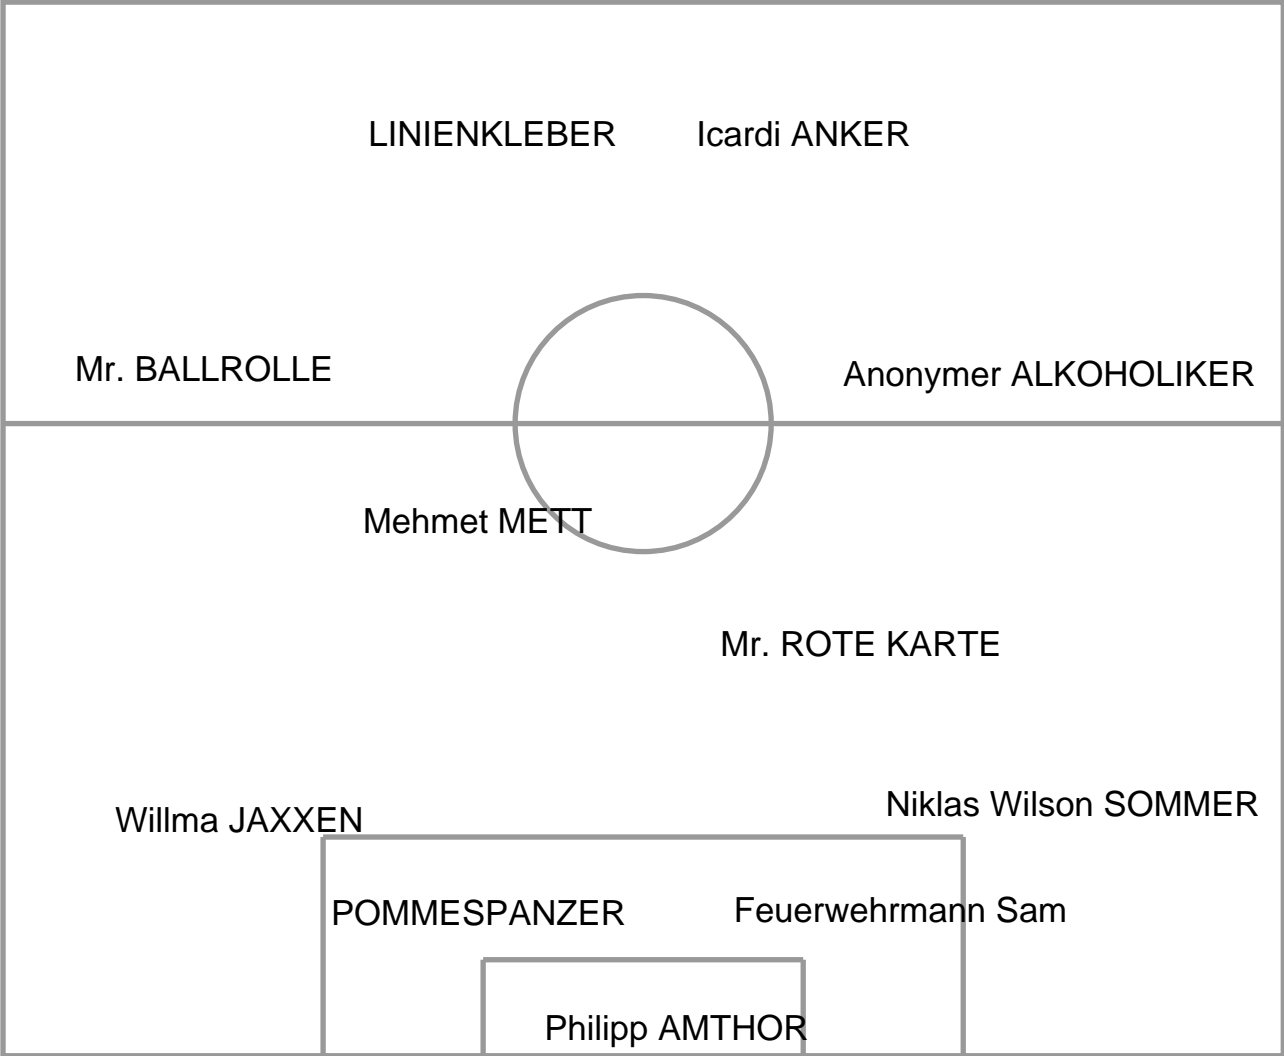 LINIENKLEBER
Icardi ANKER
Mr. BALLROLLE
Anonymer ALKOHOLIKER
Mehmet METT
Mr. ROTE KARTE
Niklas Wilson SOMMER
Willma JAXXEN
POMMESPANZER
Feuerwehrmann Sam
Philipp AMTHOR